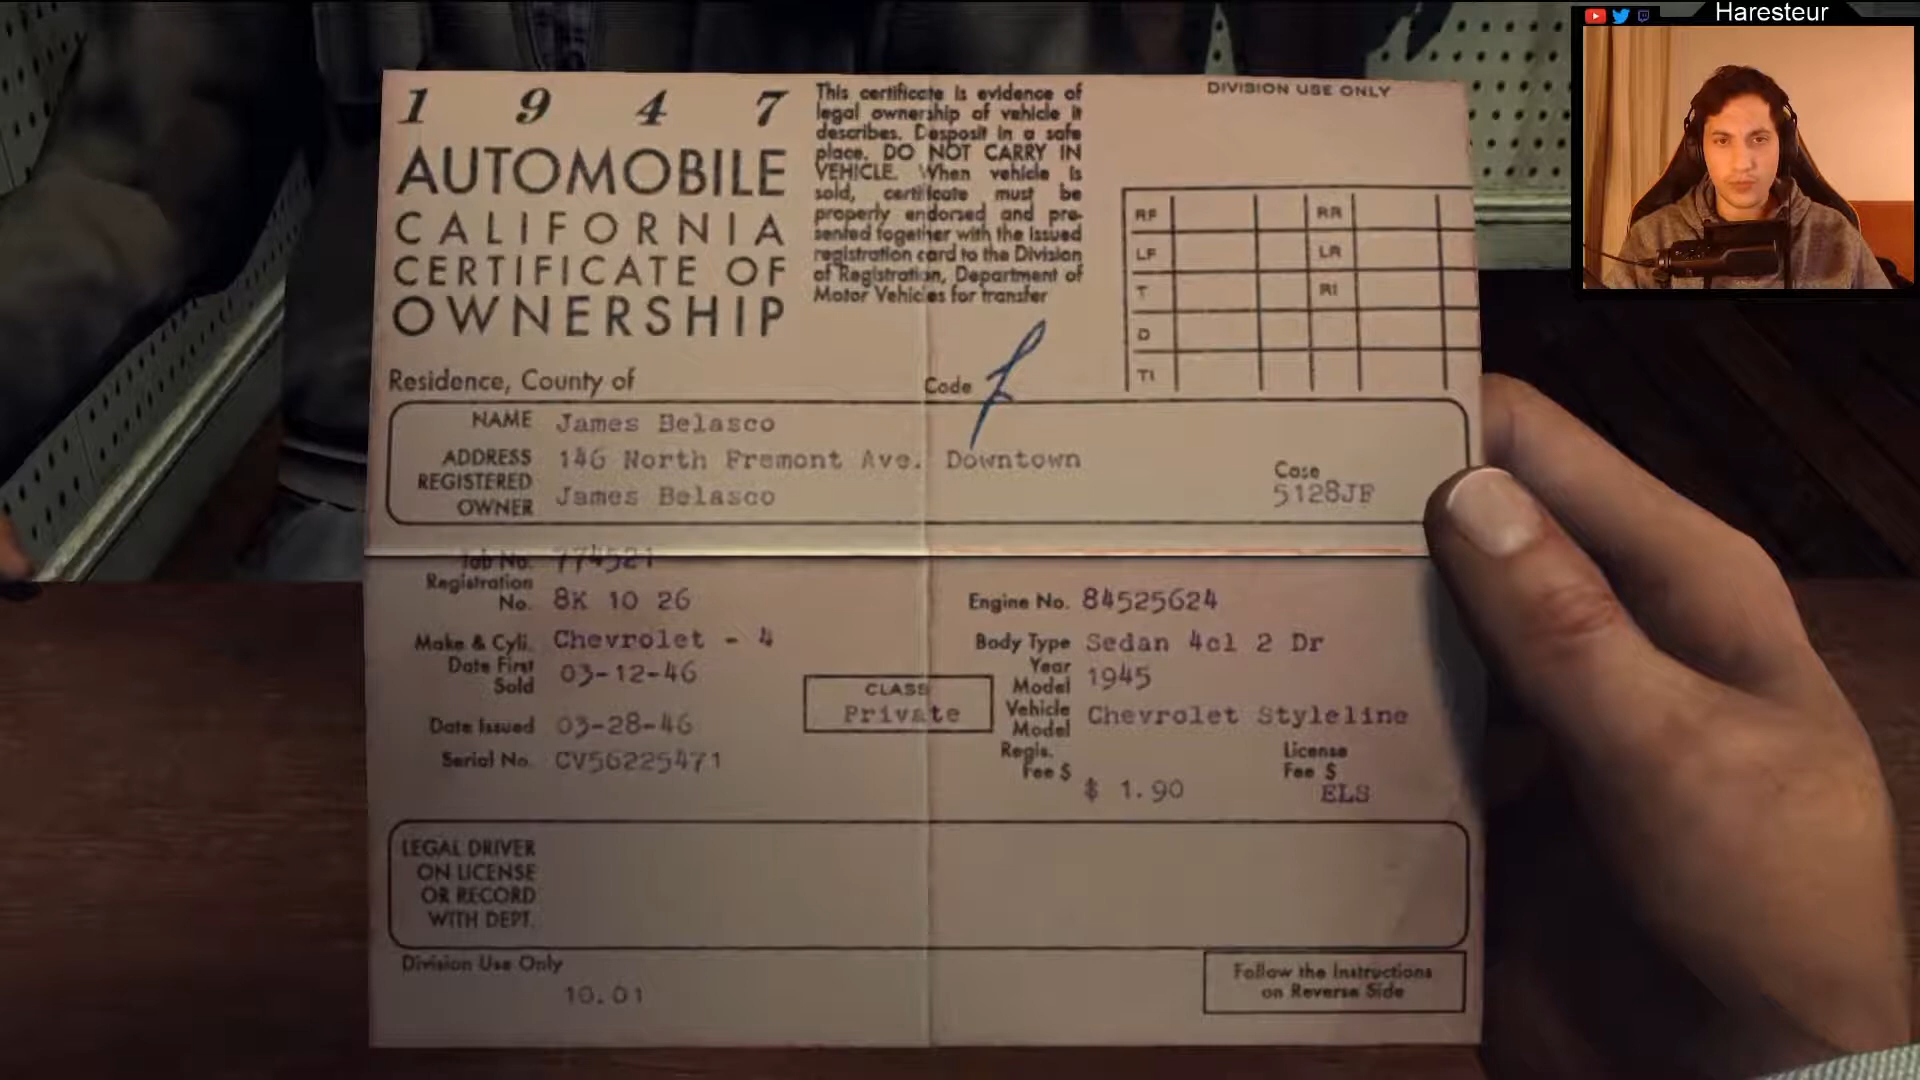 Haresteur
1 9 4 7
AUTOMOBILE
CALIFORNIA
CERTIFICATE OF
OWNERSHIP
This certificate is evidence of
legal ownership of vehicle it
describes. Desposit in a safe
place. DO NOT CARRY IN
VEHICLE. When vehicle is
sold, certificate must be
properly endorsed and pre-
sented together with the issued
registration card to the Division
of Registration, Department of
Motor Vehicles for transfer
DIVISION USE ONLY
RF RR
LF LR
T RI
D
TI
Residence, County of
Code
NAME James Belasco
ADDRESS 146 North Fremont Ave. Downtown
REGISTERED
OWNER James Belasco
Case
5128JF
Tab No. 774521
Registration
No. 8K 10 26
Engine No. 84525624
Make & Cyli. Chevrolet - 4
Body Type Sedan 4cl 2 Dr
Date First
Sold 03-12-46
Year
Model 1945
CLASS
Private
Vehicle
Model Chevrolet Styleline
Date Issued 03-28-46
Serial No. CV56225471
Regis.
Fee $
$ 1.90
License
Fee $
ELS
LEGAL DRIVER
ON LICENSE
OR RECORD
WITH DEPT.
Division Use Only
10.01
Follow the Instructions
on Reverse Side